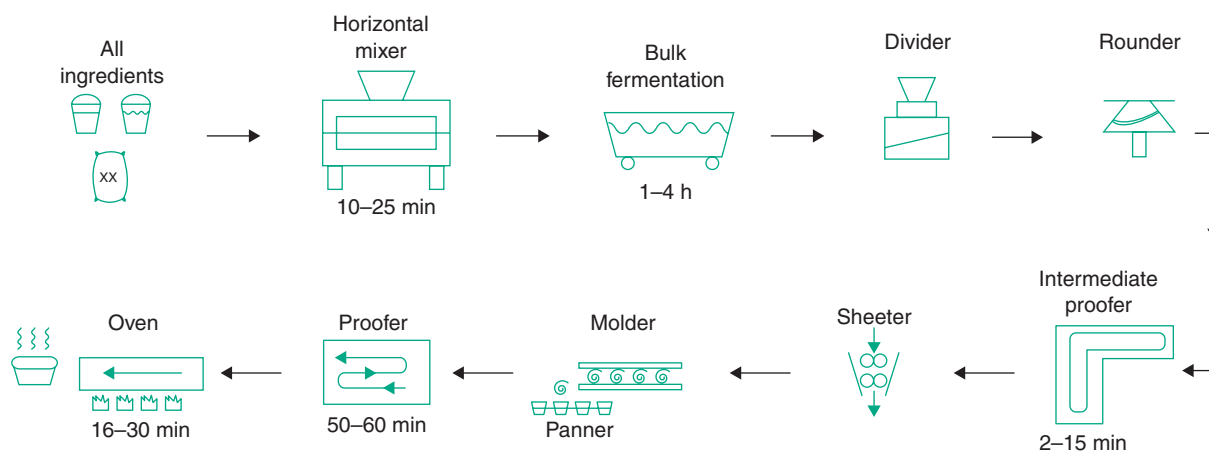 All
ingredients
xx
Horizontal
mixer
10–25 min
Bulk
fermentation
1–4 h
Divider
Rounder
Intermediate
proofer
2–15 min
Sheeter
Molder
Panner
Proofer
50–60 min
Oven
16–30 min